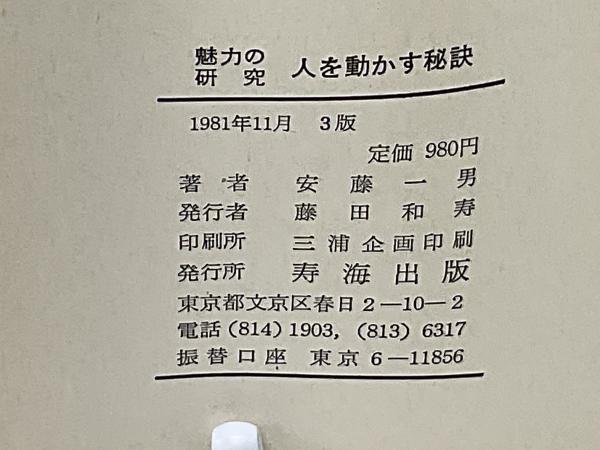 魅力の研究 人を動かす秘訣
1981年11月 3版
定価 980円
著者 安藤一男
発行者 藤田和寿
印刷所 三浦企画印刷
発行所 寿海出版
東京都文京区春日2―10―2
電話(814)1903, (813)6317
振替口座 東京6―11856